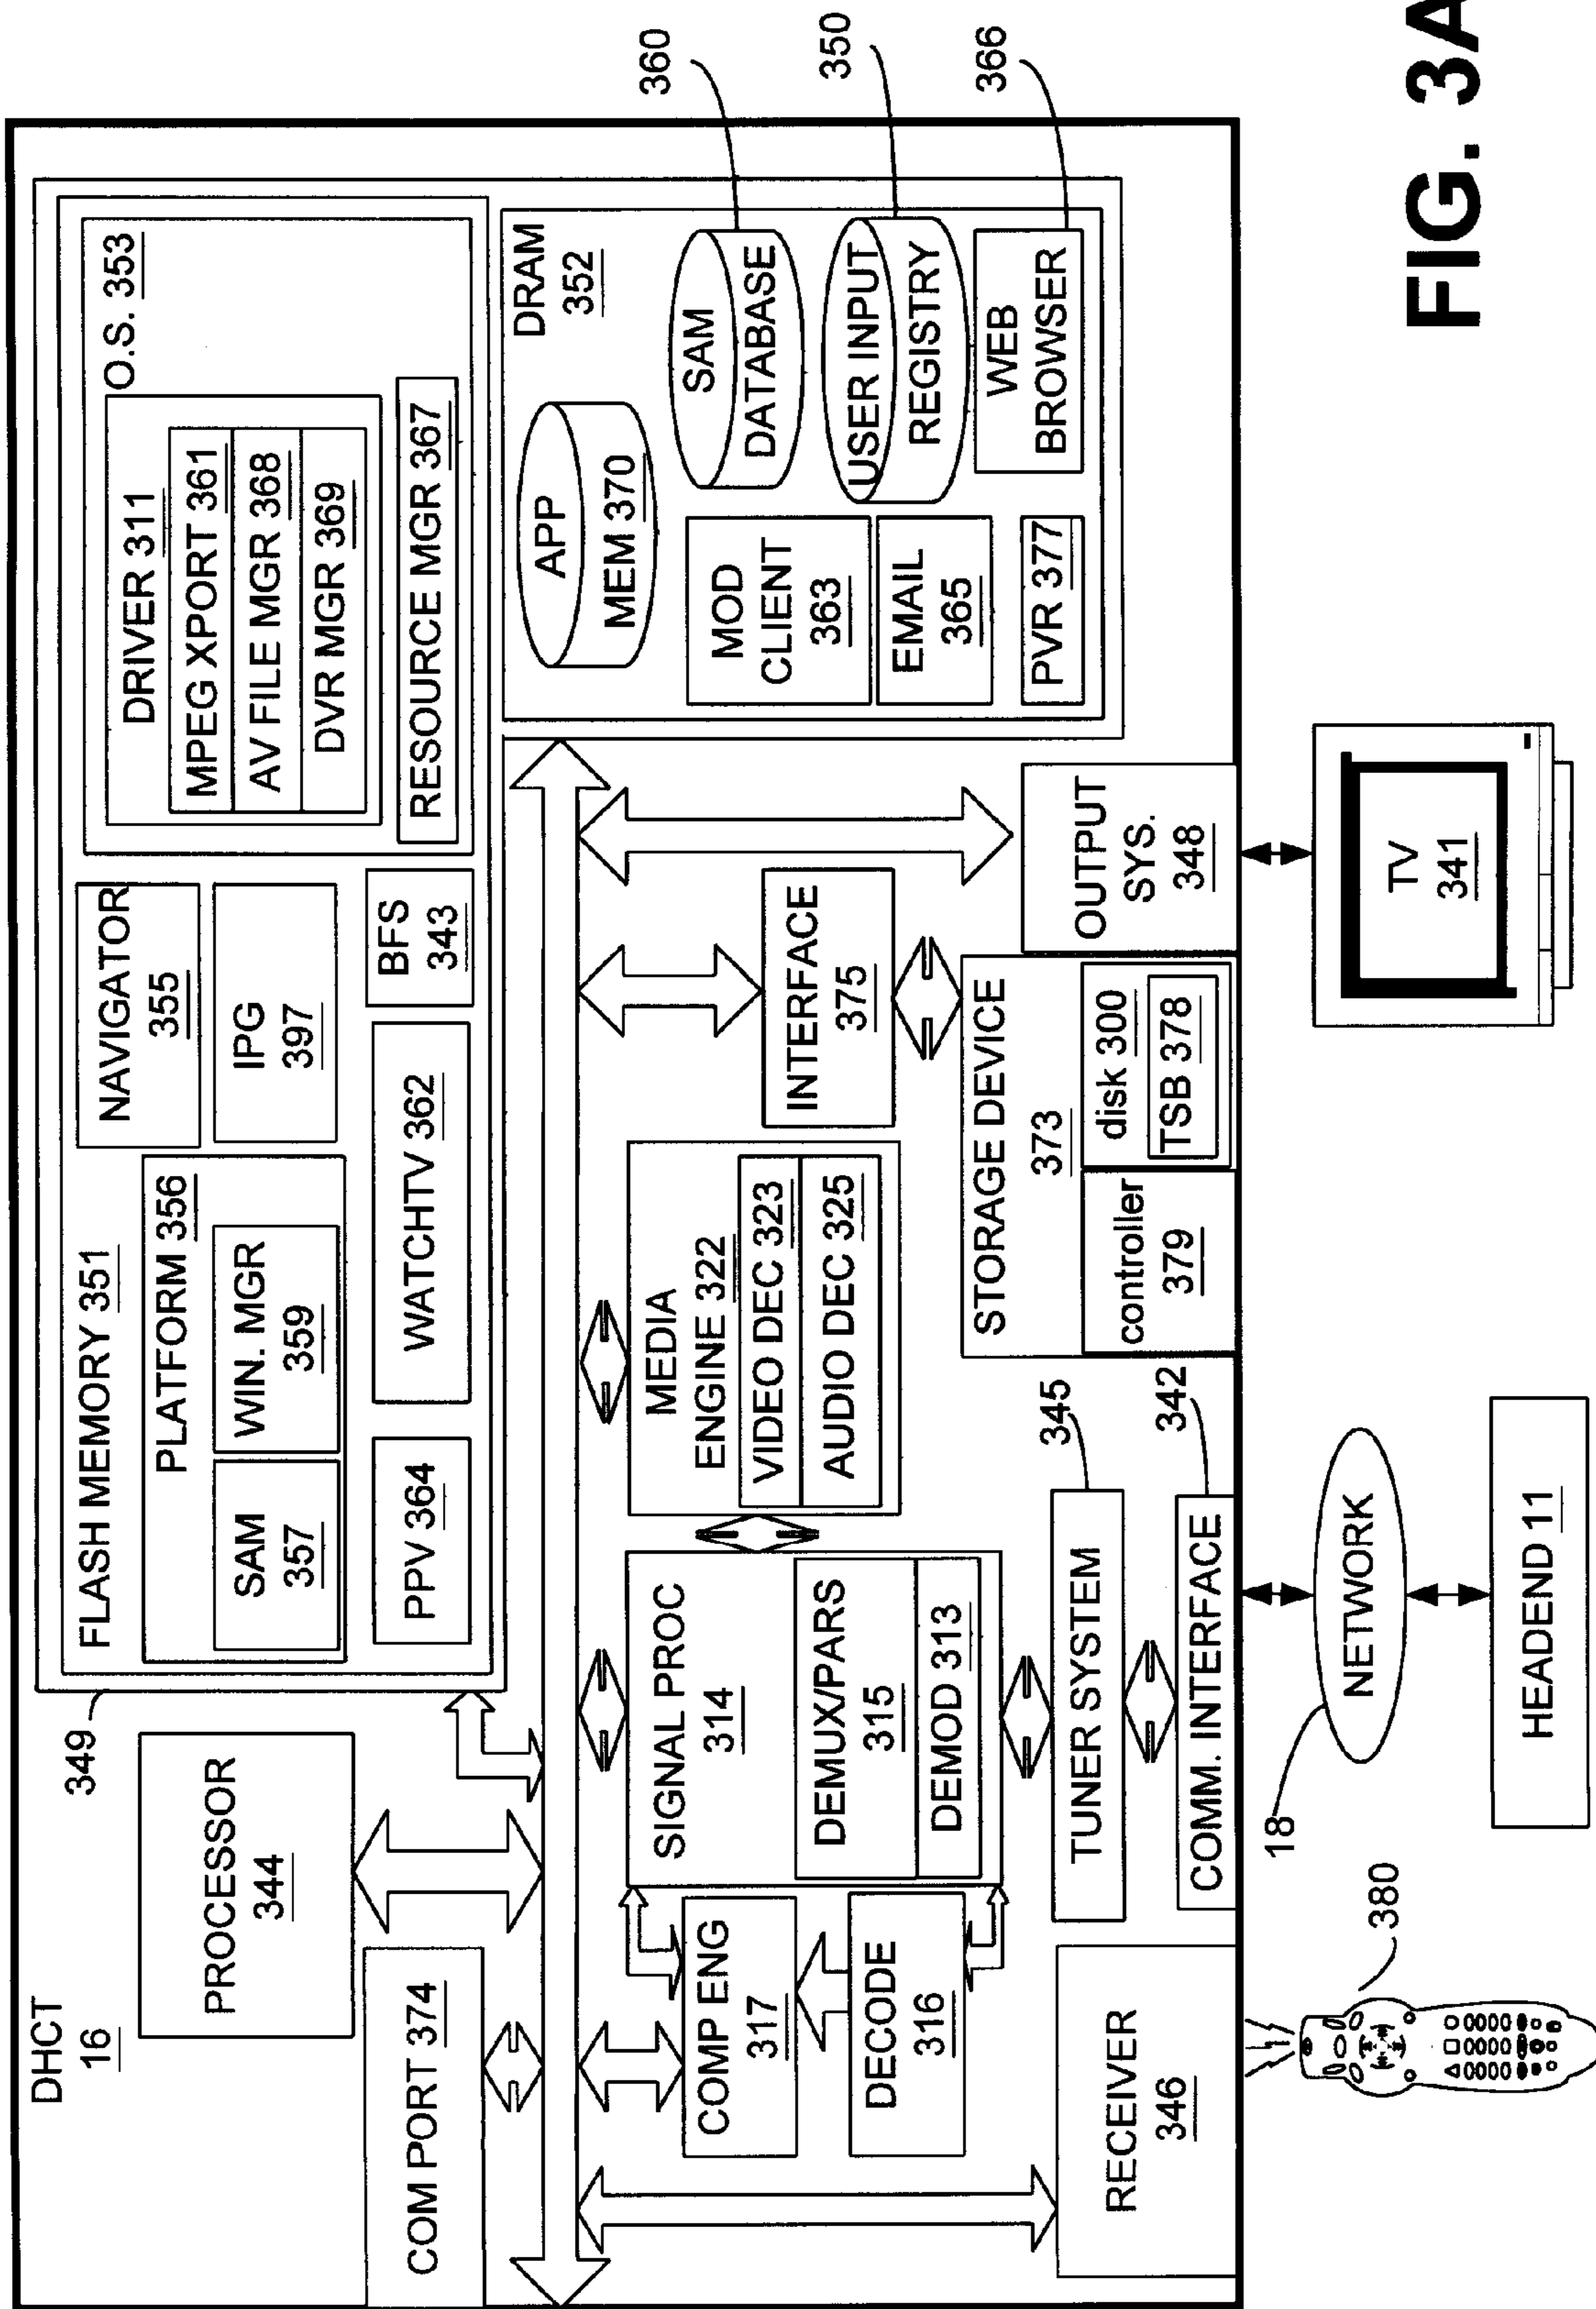 DHCT
16
349
PROCESSOR
344
COM PORT 374
FLASH MEMORY 351
PLATFORM 356
SAM
357
WIN. MGR
359
PPV 364
WATCHTV 362
NAVIGATOR
355
IPG
397
BFS
343
O.S. 353
DRIVER 311
MPEG XPORT 361
AV FILE MGR 368
DVR MGR 369
RESOURCE MGR 367
DRAM
352
APP
MEM 370
SAM
DATABASE
360
USER INPUT
REGISTRY
350
WEB
BROWSER
366
MOD
CLIENT
363
EMAIL
365
PVR 377
COMP ENG
317
DECODE
316
SIGNAL PROC
314
DEMUX/PARS
315
DEMOD 313
MEDIA
ENGINE 322
VIDEO DEC 323
AUDIO DEC 325
INTERFACE
375
STORAGE DEVICE
373
controller
379
disk 300
TSB 378
OUTPUT
SYS.
348
RECEIVER
346
TUNER SYSTEM
345
COMM. INTERFACE
342
380
18
NETWORK
HEADEND 11
TV
341
FIG. 3A